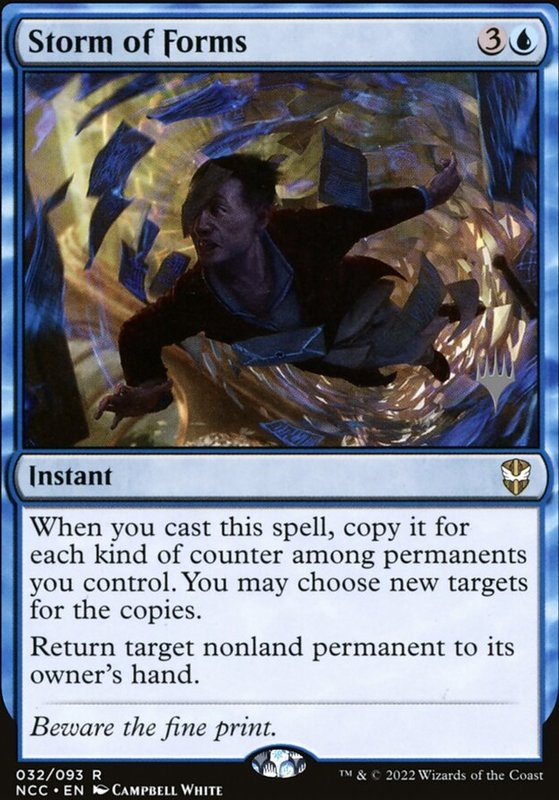 Storm of Forms 3
Instant
When you cast this spell, copy it for
each kind of counter among permanents
you control. You may choose new targets
for the copies.
Return target nonland permanent to its
owner's hand.
Beware the fine print.
032/093 R
NCC • EN CAMPBELL WHITE
™ & © 2022 Wizards of the Coast